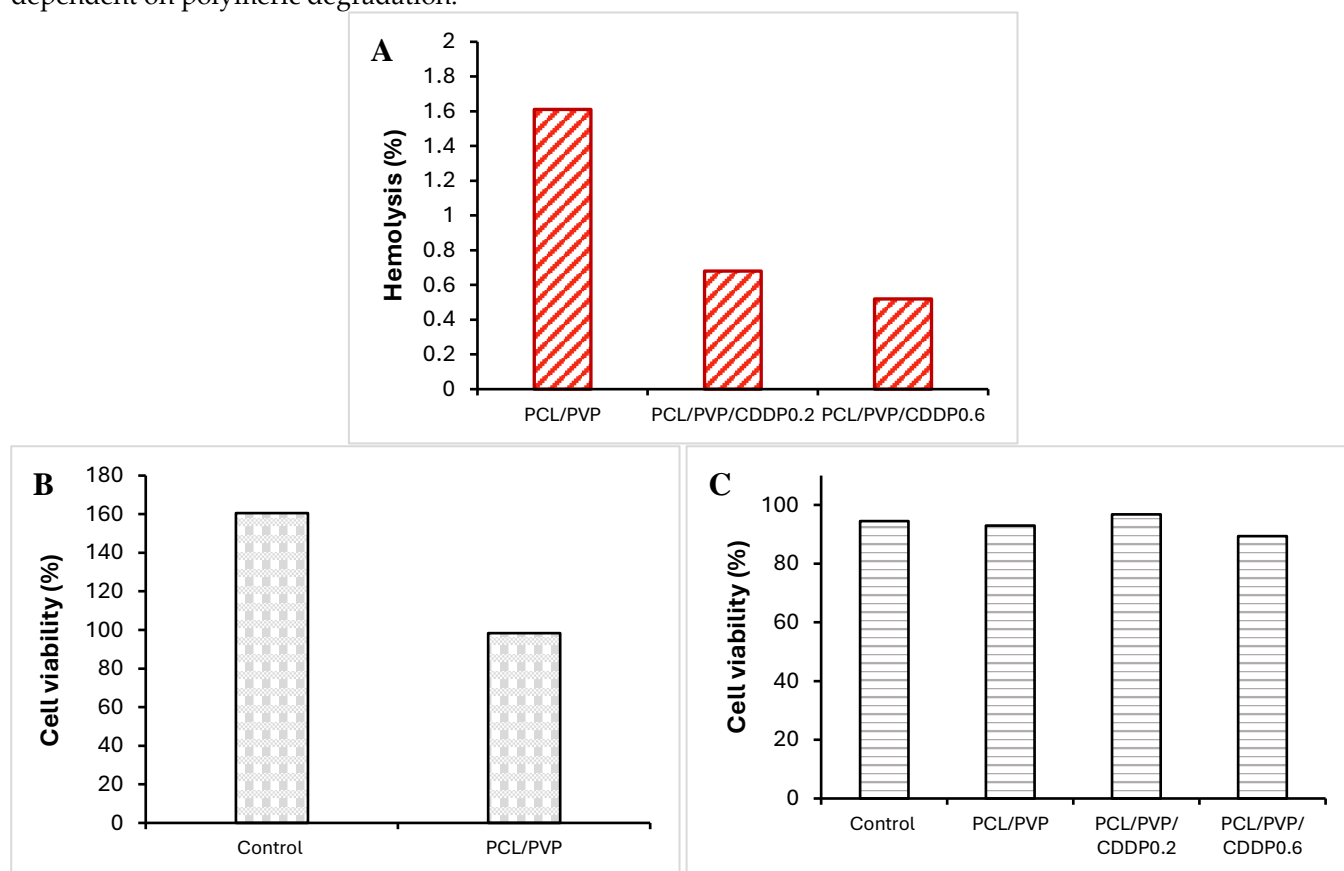 dependent on polymeric degradation.
A
2
1.8
1.6
1.4
1.2
1
0.8
0.6
0.4
0.2
0
Hemolysis (%)
PCL/PVP PCL/PVP/CDDP0.2 PCL/PVP/CDDP0.6
B
180
160
140
120
100
80
60
40
20
0
Cell viability (%)
Control PCL/PVP
C
100
80
60
40
20
0
Cell viability (%)
Control PCL/PVP PCL/PVP/ PCL/PVP/
CDDP0.2 CDDP0.6